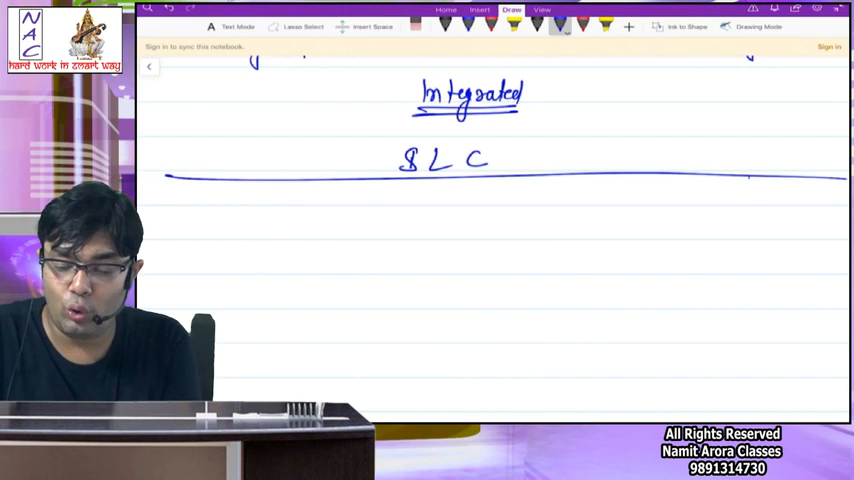 NAC
hard work in smart way
Home Insert Draw View
A Text Mode Lasso Select Insert Space + Ink to Shape Drawing Mode
Sign in to sync this notebook. Sign in
Integrated
SLC
All Rights Reserved
Namit Arora Classes
9891314730